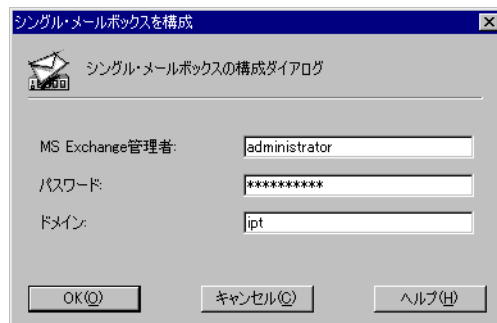 シングル・メールボックスを構成
シングル・メールボックスの構成ダイアログ
MS Exchange管理者: administrator
パスワード: **********
ドメイン: ipt
OK(O) キャンセル(C) ヘルプ(H)